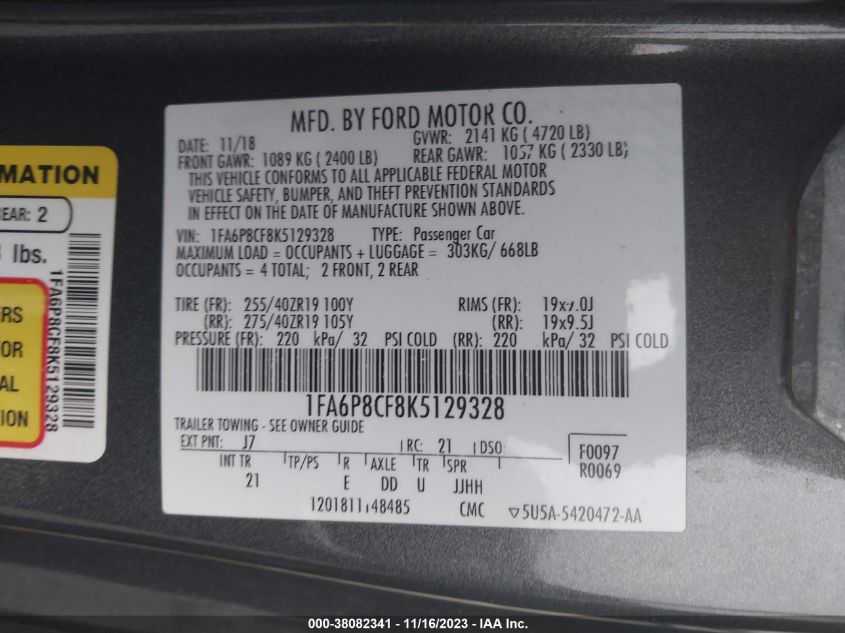 MFD. BY FORD MOTOR CO.
DATE: 11/18 GVWR: 2141 KG ( 4720 LB)
FRONT GAWR: 1089 KG ( 2400 LB) REAR GAWR: 1057 KG ( 2330 LB)
THIS VEHICLE CONFORMS TO ALL APPLICABLE FEDERAL MOTOR
VEHICLE SAFETY, BUMPER, AND THEFT PREVENTION STANDARDS
IN EFFECT ON THE DATE OF MANUFACTURE SHOWN ABOVE.
VIN: 1FA6P8CF8K5129328 TYPE: Passenger Car
MAXIMUM LOAD = OCCUPANTS + LUGGAGE = 303KG/ 668LB
OCCUPANTS = 4 TOTAL; 2 FRONT, 2 REAR
TIRE (FR): 255/40ZR19 100Y RIMS (FR):
(RR): 275/40ZR19 105Y (RR): 19x9.5J
PRESSURE (FR): 220 kPa/ 32 PSI COLD (RR): 220 kPa/ 32 PSI COLD
1FA6P8CF8K5129328
TRAILER TOWING - SEE OWNER GUIDE
EXT PNT: J7 RC: 21 DSO: F0097
R0069
INT TR TP/PS R AXLE TR SPR
21 E DD U JJHH
CMC ▽5U5A-5420472-AA
MATION
EAR: 2
lbs.
ERS
OR
AL
1FA6P8CF8K5129328
000-38082341 - 11/16/2023 - IAAI Inc.